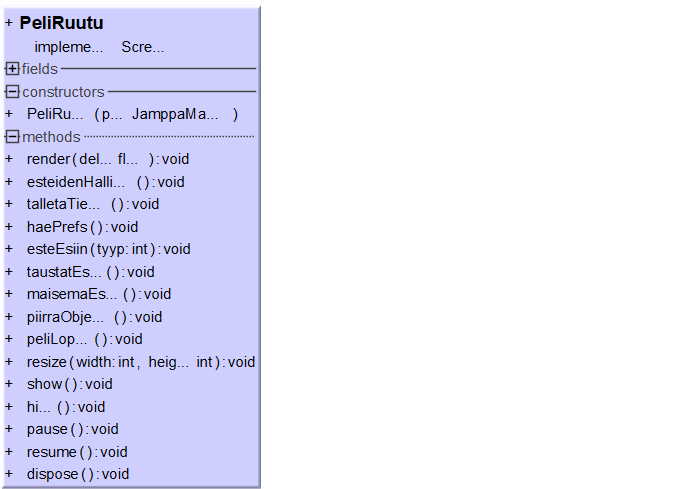 + PeliRuutu
impleme... Scre...
fields
constructors
+ PeliRu... (p... JamppaMa... )
methods
+ render(del... fl... ):void
+ esteidenHalli... ():void
+ talletaTie... ():void
+ haePrefs():void
+ esteEsiin(tyyp:int):void
+ taustatEs...():void
+ maisemaEs...():void
+ piirraObje... ():void
+ peliLop... ():void
+ resize(width:int, heig... int):void
+ show():void
+ hi... ():void
+ pause():void
+ resume():void
+ dispose():void